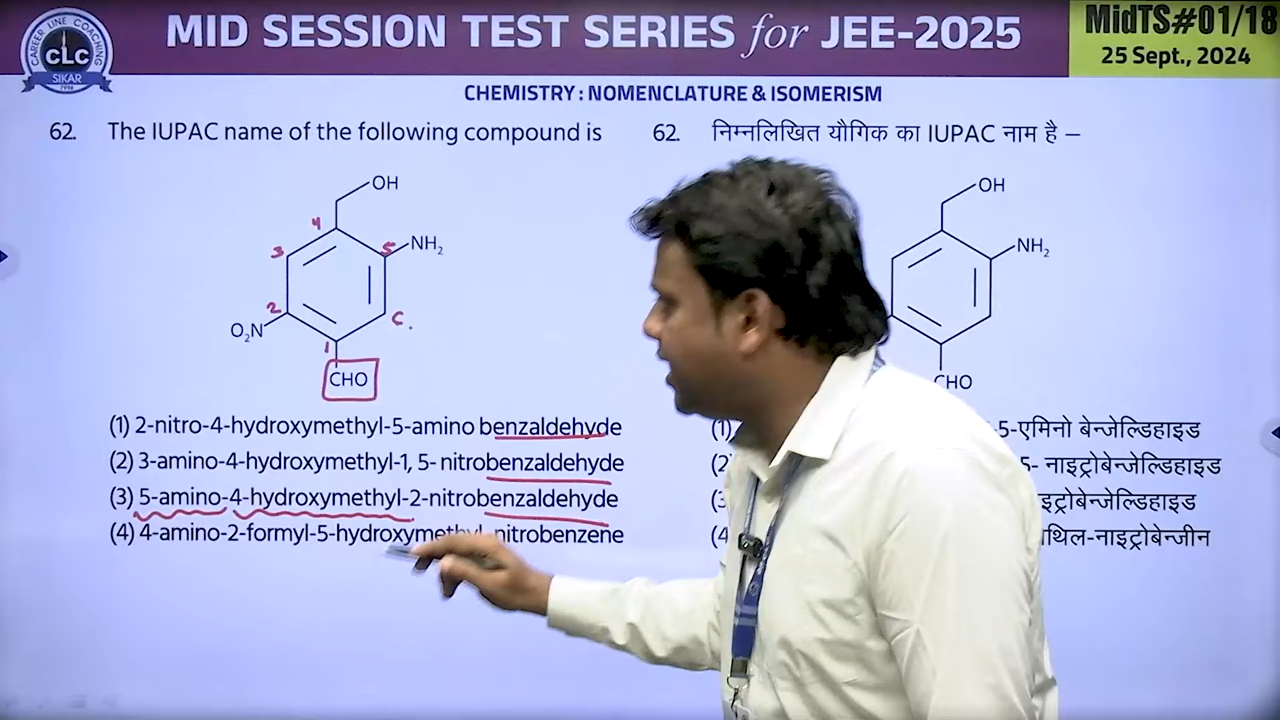 MID SESSION TEST SERIES for JEE-2025
MidTS#01/18
25 Sept., 2024
CAREER LINE COACHING
CLC
SIKAR
1996
CHEMISTRY : NOMENCLATURE & ISOMERISM
62. The IUPAC name of the following compound is
OH
4
3
5
NH₂
2
C.
O₂N
1
CHO
(1) 2-nitro-4-hydroxymethyl-5-amino benzaldehyde
(2) 3-amino-4-hydroxymethyl-1, 5- nitrobenzaldehyde
(3) 5-amino-4-hydroxymethyl-2-nitrobenzaldehyde
(4) 4-amino-2-formyl-5-hydroxymethyl nitrobenzene
62. निम्नलिखित यौगिक का IUPAC नाम है –
OH
NH₂
CHO
(1) -5-एमिनो बेन्जेल्डिहाइड
(2) 5- नाइट्रोबेन्जेल्डिहाइड
(3
(4